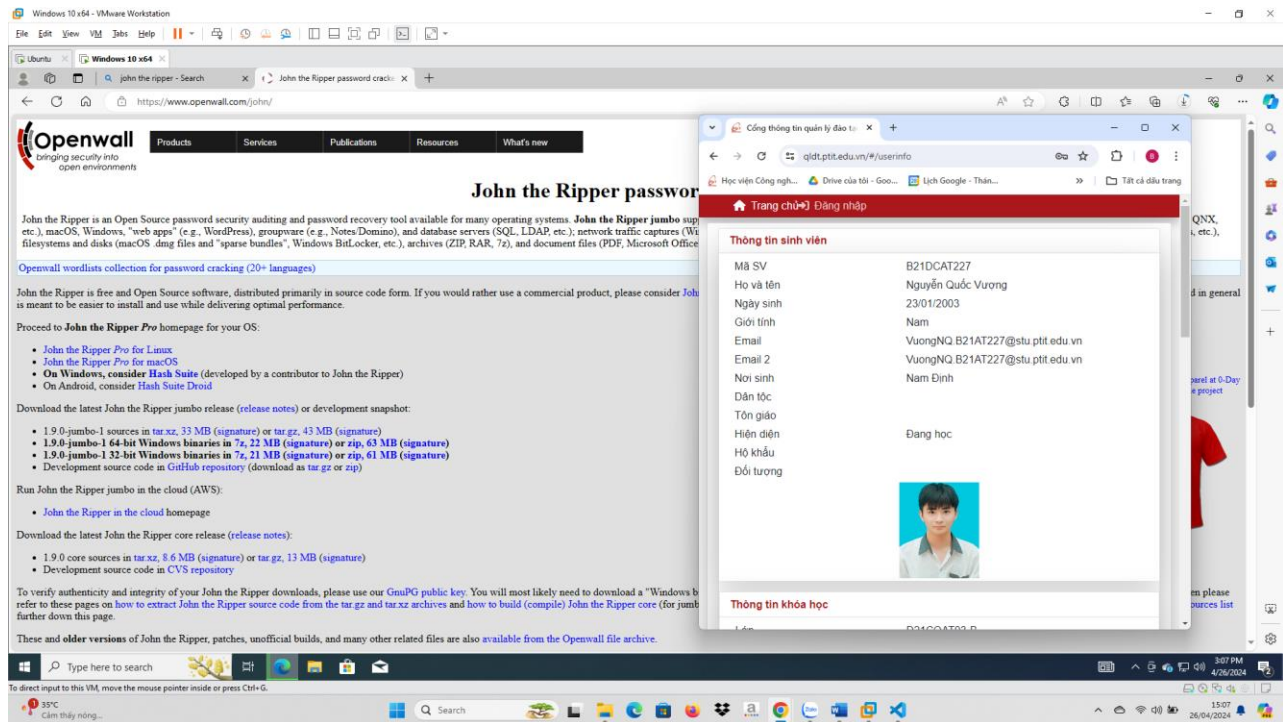 Windows 10 x64 - VMware Workstation
File Edit View VM Tabs Help
Ubuntu Windows 10 x64
john the ripper - Search John the Ripper password cracke
https://www.openwall.com/john/
Openwall
bringing security into
open environments
Products Services Publications Resources What's new
John the Ripper passwor
John the Ripper is an Open Source password security auditing and password recovery tool available for many operating systems. John the Ripper jumbo sup
QNX,
etc.), macOS, Windows, "web apps" (e.g., WordPress), groupware (e.g., Notes/Domino), and database servers (SQL, LDAP, etc.); network traffic captures (Wi
s, etc.),
filesystems and disks (macOS .dmg files and "sparse bundles", Windows BitLocker, etc.), archives (ZIP, RAR, 7z), and document files (PDF, Microsoft Office
Openwall wordlists collection for password cracking (20+ languages)
John the Ripper is free and Open Source software, distributed primarily in source code form. If you would rather use a commercial product, please consider Joh
d in general
is meant to be easier to install and use while delivering optimal performance.
Proceed to John the Ripper Pro homepage for your OS:
John the Ripper Pro for Linux
John the Ripper Pro for macOS
On Windows, consider Hash Suite (developed by a contributor to John the Ripper)
On Android, consider Hash Suite Droid
parel at 0-Day
e project
Download the latest John the Ripper jumbo release (release notes) or development snapshot:
1.9.0-jumbo-1 sources in tar.xz, 33 MB (signature) or tar.gz, 43 MB (signature)
1.9.0-jumbo-1 64-bit Windows binaries in 7z, 22 MB (signature) or zip, 63 MB (signature)
1.9.0-jumbo-1 32-bit Windows binaries in 7z, 21 MB (signature) or zip, 61 MB (signature)
Development source code in GitHub repository (download as tar.gz or zip)
Run John the Ripper jumbo in the cloud (AWS):
John the Ripper in the cloud homepage
Download the latest John the Ripper core release (release notes):
1.9.0 core sources in tar.xz, 8.6 MB (signature) or tar.gz, 13 MB (signature)
Development source code in CVS repository
To verify authenticity and integrity of your John the Ripper downloads, please use our GnuPG public key. You will most likely need to download a "Windows b
en please
refer to these pages on how to extract John the Ripper source code from the tar.gz and tar.xz archives and how to build (compile) John the Ripper core (for jumb
ources list
further down this page.
These and older versions of John the Ripper, patches, unofficial builds, and many other related files are also available from the Openwall file archive.
Cổng thông tin quản lý đào tạ
qldt.ptit.edu.vn/#/userinfo
Học viện Công ngh... Drive của tôi - Goo... Lịch Google - Thán... Tất cả dấu trang
Trang chủ Đăng nhập
Thông tin sinh viên
Mã SV B21DCAT227
Họ và tên Nguyễn Quốc Vượng
Ngày sinh 23/01/2003
Giới tính Nam
Email VuongNQ.B21AT227@stu.ptit.edu.vn
Email 2 VuongNQ.B21AT227@stu.ptit.edu.vn
Nơi sinh Nam Định
Dân tộc
Tôn giáo
Hiện diện Đang học
Hộ khẩu
Đối tượng
Thông tin khóa học
Type here to search
3:07 PM
4/26/2024
To direct input to this VM, move the mouse pointer inside or press Ctrl+G.
35°C
Cảm thấy nóng...
Search
15:07
26/04/2024